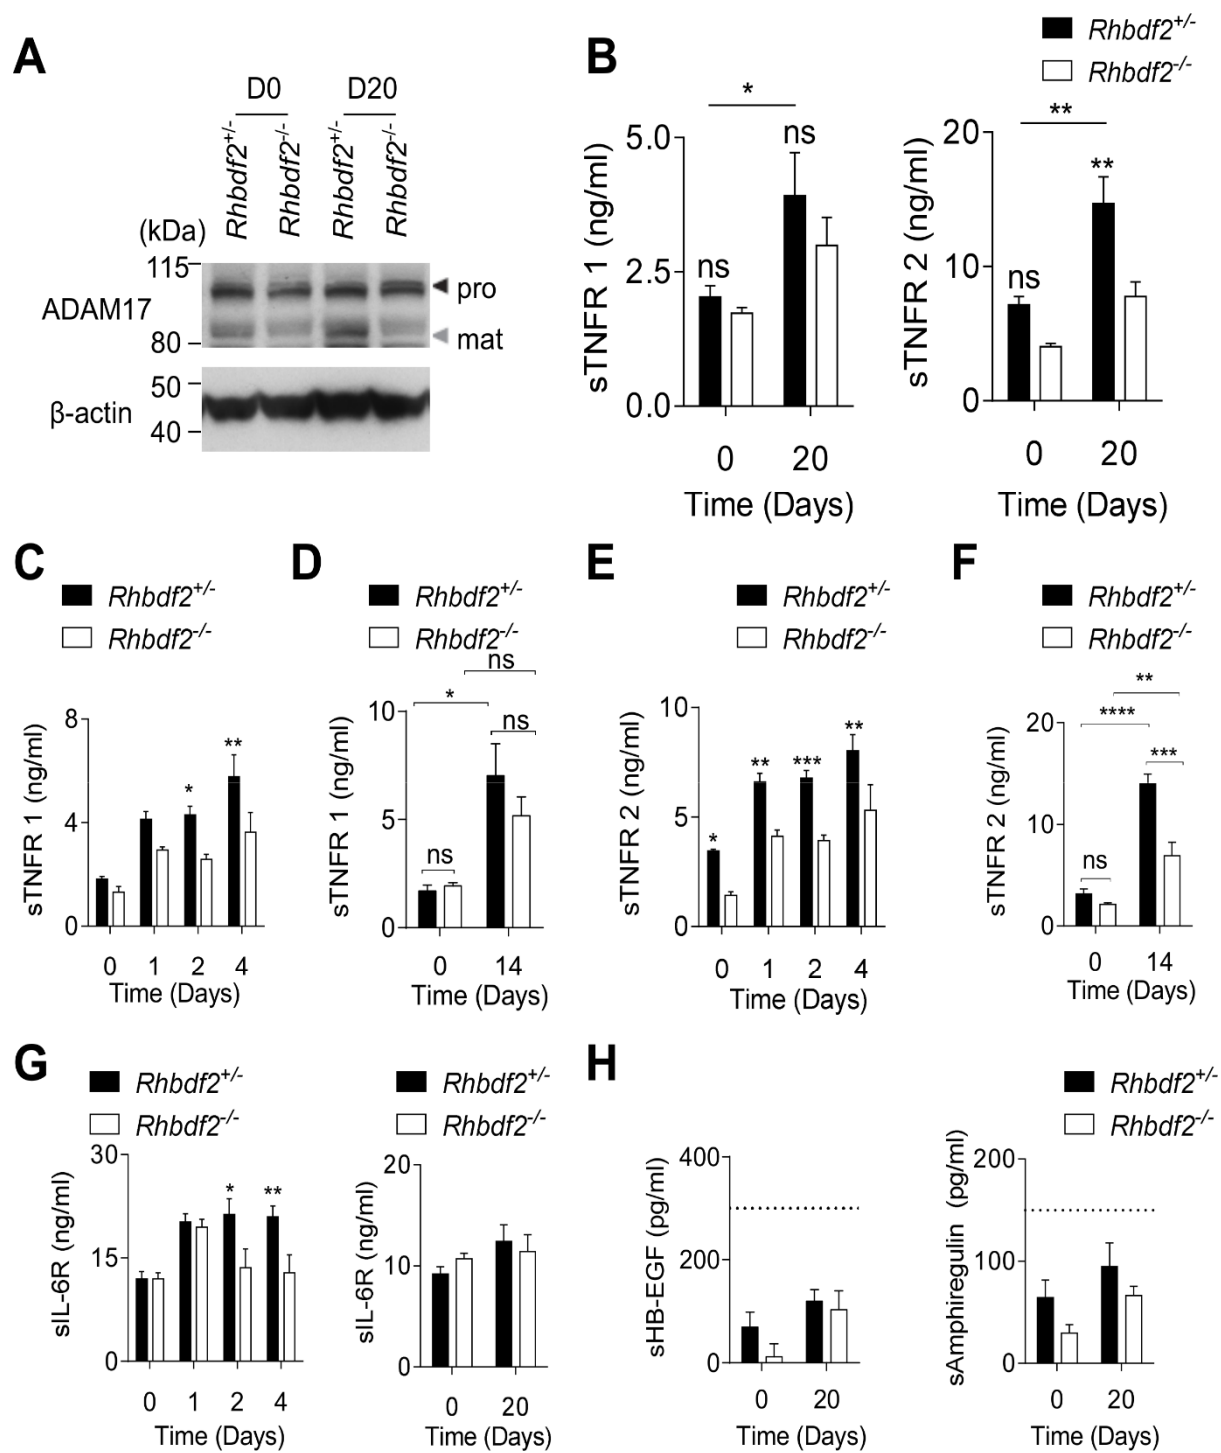 A
D0 D20
Rhbdf2+/- Rhbdf2-/- Rhbdf2+/- Rhbdf2-/-
(kDa)
115
ADAM17
pro
mat
80
50
β-actin
40
B
Rhbdf2+/-
Rhbdf2-/-
sTNFR 1 (ng/ml)
5.0
2.5
0.0
*
ns
ns
0 20
Time (Days)
sTNFR 2 (ng/ml)
20
10
0
**
ns
**
0 20
Time (Days)
C
Rhbdf2+/-
Rhbdf2-/-
sTNFR 1 (ng/ml)
8
4
0
*
**
0 1 2 4
Time (Days)
D
Rhbdf2+/-
Rhbdf2-/-
sTNFR 1 (ng/ml)
10
5
0
ns
*
ns
ns
0 14
Time (Days)
E
Rhbdf2+/-
Rhbdf2-/-
sTNFR 2 (ng/ml)
10
5
0
*
**
***
**
0 1 2 4
Time (Days)
F
Rhbdf2+/-
Rhbdf2-/-
sTNFR 2 (ng/ml)
20
10
0
**
****
***
ns
0 14
Time (Days)
G
Rhbdf2+/-
Rhbdf2-/-
sIL-6R (ng/ml)
30
15
0
*
**
0 1 2 4
Time (Days)
Rhbdf2+/-
Rhbdf2-/-
sIL-6R (ng/ml)
20
10
0
0 20
Time (Days)
H
Rhbdf2+/-
Rhbdf2-/-
sHB-EGF (pg/ml)
400
200
0
0 20
Time (Days)
sAmphiregulin (pg/ml)
200
100
0
0 20
Time (Days)